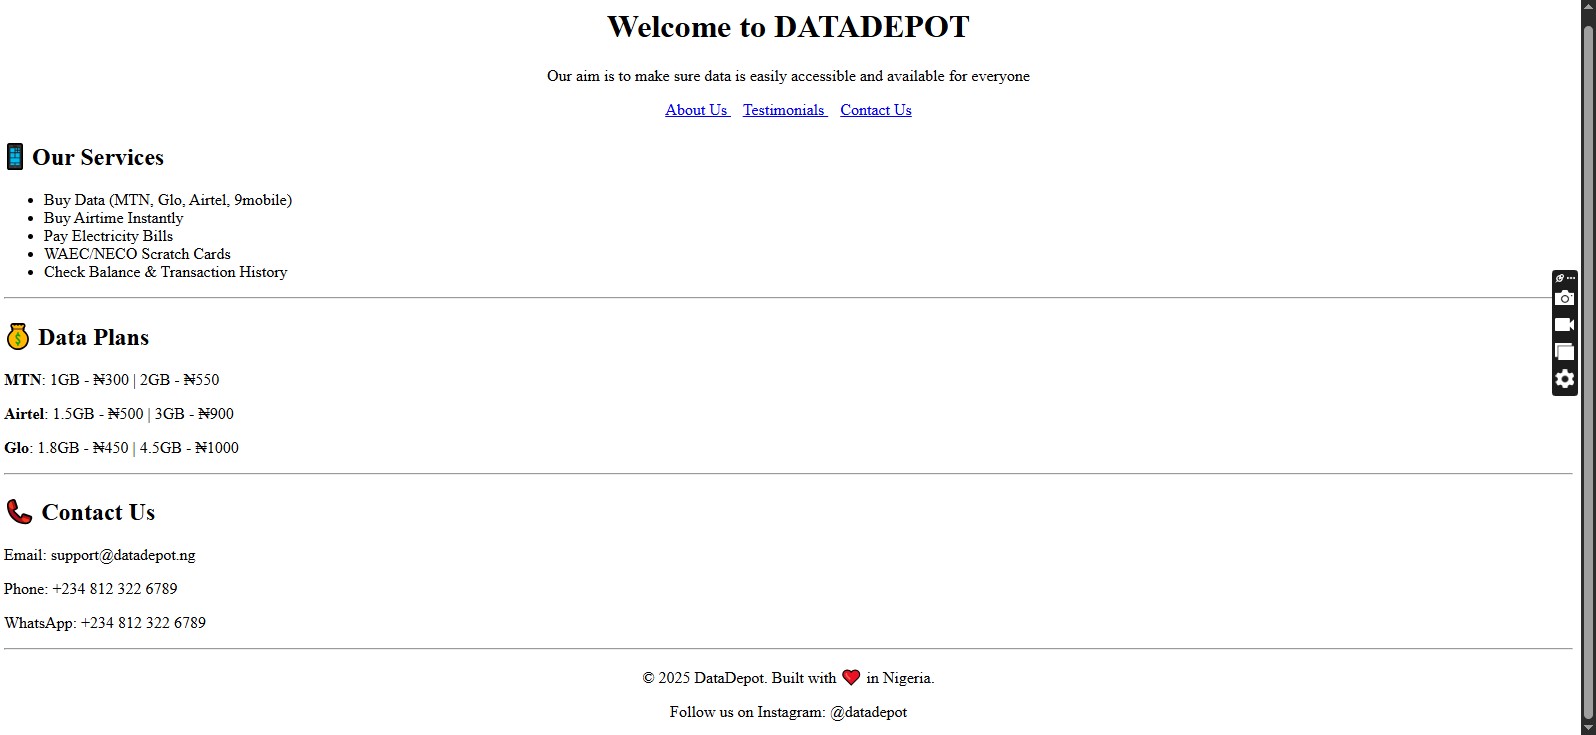 Welcome to DATADEPOT
Our aim is to make sure data is easily accessible and available for everyone
About Us Testimonials Contact Us
Our Services
Buy Data (MTN, Glo, Airtel, 9mobile)
Buy Airtime Instantly
Pay Electricity Bills
WAEC/NECO Scratch Cards
Check Balance & Transaction History
Data Plans
MTN: 1GB - ₦300 | 2GB - ₦550
Airtel: 1.5GB - ₦500 | 3GB - ₦900
Glo: 1.8GB - ₦450 | 4.5GB - ₦1000
Contact Us
Email: support@datadepot.ng
Phone: +234 812 322 6789
WhatsApp: +234 812 322 6789
© 2025 DataDepot. Built with ❤️ in Nigeria.
Follow us on Instagram: @datadepot